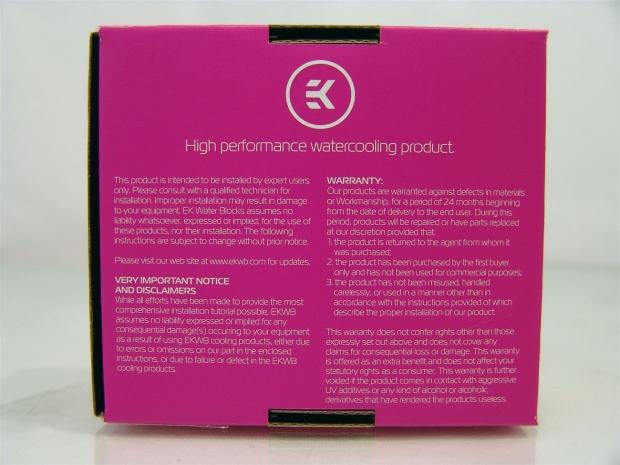 EK
High performance watercooling product.
This product is intended to be installed by expert users
only. Please consult with a qualified technician for
installation. Improper installation may result in damage
to your equipment. EK Water Blocks assumes no
liability whatsoever, expressed or implied, for the use of
these products, nor their installation. The following
instructions are subject to change without prior notice.
Please visit our web site at www.ekwb.com for updates.
VERY IMPORTANT NOTICE
AND DISCLAIMERS
While all efforts have been made to provide the most
comprehensive installation tutorial possible, EKWB
assumes no liability expressed or implied for any
consequential damage(s) occurring to your equipment
as a result of using EKWB cooling products, either due
to errors or omissions on our part in the enclosed
instructions, or due to failure or defect in the EKWB
cooling products.
WARRANTY:
Our products are warranted against defects in materials
or Workmanship, for a period of 24 months beginning
from the date of delivery to the end user. During this
period, products will be repaired or have parts replaced
at our discretion provided that:
1. the product is returned to the agent from whom it
was purchased;
2. the product has been purchased by the first buyer
only and has not been used for commercial purposes;
3. the product has not been misused, handled
carelessly, or used in a manner other than in
accordance with the instructions provided of which
describe the proper installation of our product.
This warranty does not confer rights other than those
expressly set out above and does not cover any
claims for consequential loss or damage. This warranty
is offered as an extra benefit and does not affect your
statutory rights as a consumer. This warranty is further
voided if the product comes in contact with aggressive
UV additives or any kind of alcohol or alcoholic
derivatives that have rendered the products useless.